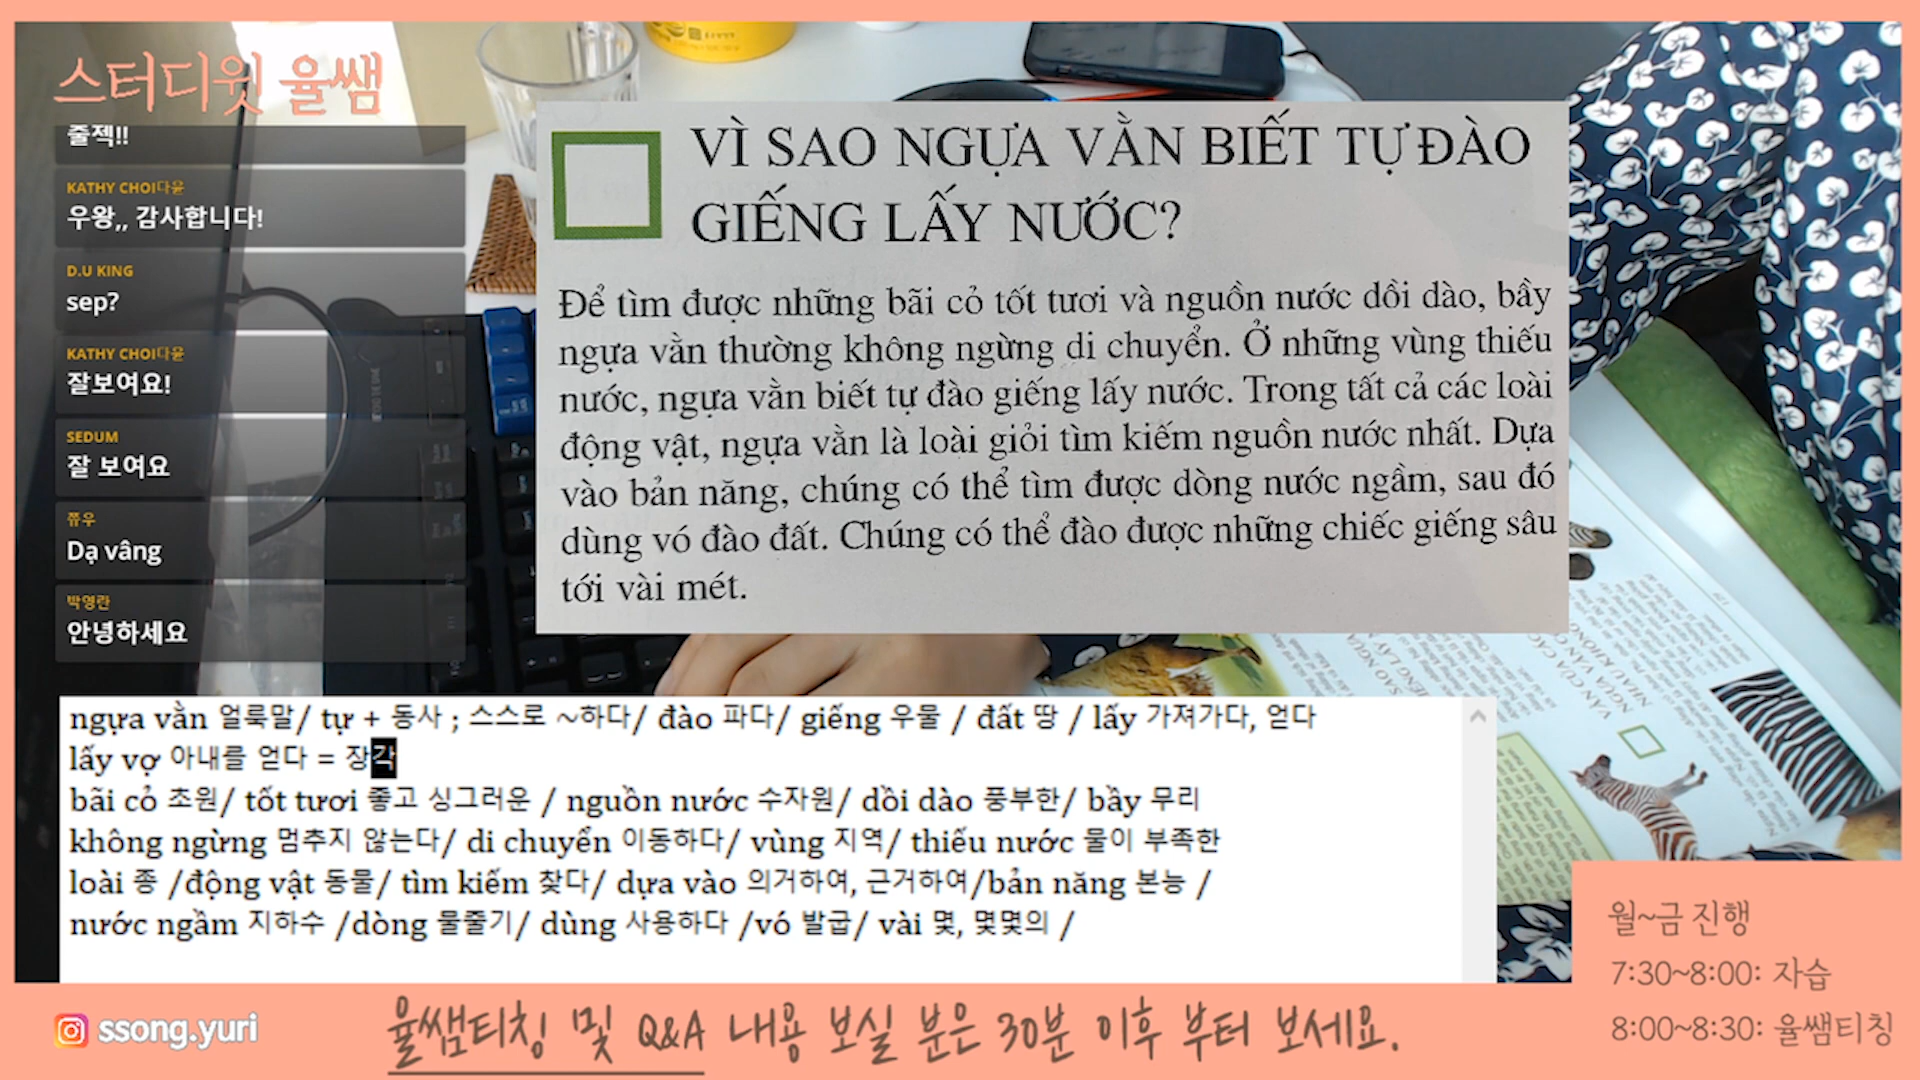 스터디윗 율쌤
줄젝!!
KATHY CHOI다윤
우왕,, 감사합니다!
D.U KING
sep?
KATHY CHOI다윤
잘보여요!
SEDUM
잘 보여요
쮸우
Dạ vâng
박영란
안녕하세요
VÌ SAO NGỰA VẰN BIẾT TỰ ĐÀO
GIẾNG LẤY NƯỚC?
Để tìm được những bãi cỏ tốt tươi và nguồn nước dồi dào, bầy
ngựa vằn thường không ngừng di chuyển. Ở những vùng thiếu
nước, ngựa vằn biết tự đào giếng lấy nước. Trong tất cả các loài
động vật, ngựa vằn là loài giỏi tìm kiếm nguồn nước nhất. Dựa
vào bản năng, chúng có thể tìm được dòng nước ngầm, sau đó
dùng vó đào đất. Chúng có thể đào được những chiếc giếng sâu
tới vài mét.
ngựa vằn 얼룩말/ tự + 동사 ; 스스로 ~하다/ đào 파다/ giếng 우물 / đất 땅 / lấy 가져가다, 얻다
lấy vợ 아내를 얻다 = 장각
bãi cỏ 초원/ tốt tươi 좋고 싱그러운 / nguồn nước 수자원/ dồi dào 풍부한/ bầy 무리
không ngừng 멈추지 않는다/ di chuyển 이동하다/ vùng 지역/ thiếu nước 물이 부족한
loài 종 /động vật 동물/ tìm kiếm 찾다/ dựa vào 의거하여, 근거하여/bản năng 본능 /
nước ngầm 지하수 /dòng 물줄기/ dùng 사용하다 /vó 발굽/ vài 몇, 몇몇의 /
월~금 진행
7:30~8:00: 자습
8:00~8:30: 율쌤티칭
ssong.yuri
율쌤티칭 및 Q&A 내용 보실 분은 30분 이후 부터 보세요.